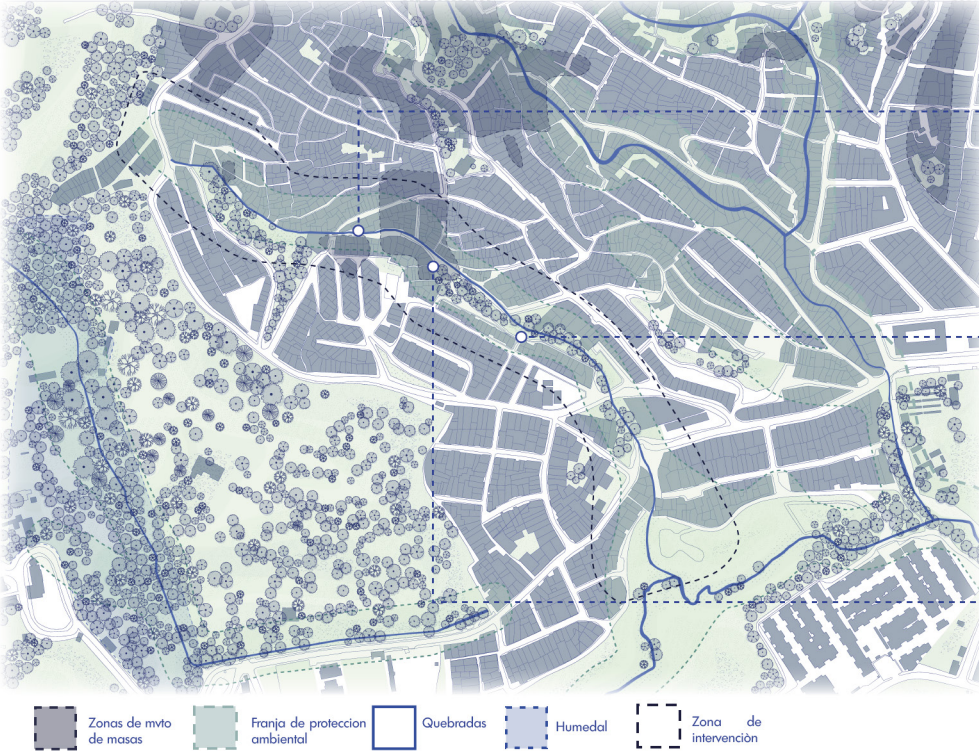 Zonas de mvto
de masas
Franja de proteccion
ambiental
Quebradas
Humedal
Zona de
intervenciòn